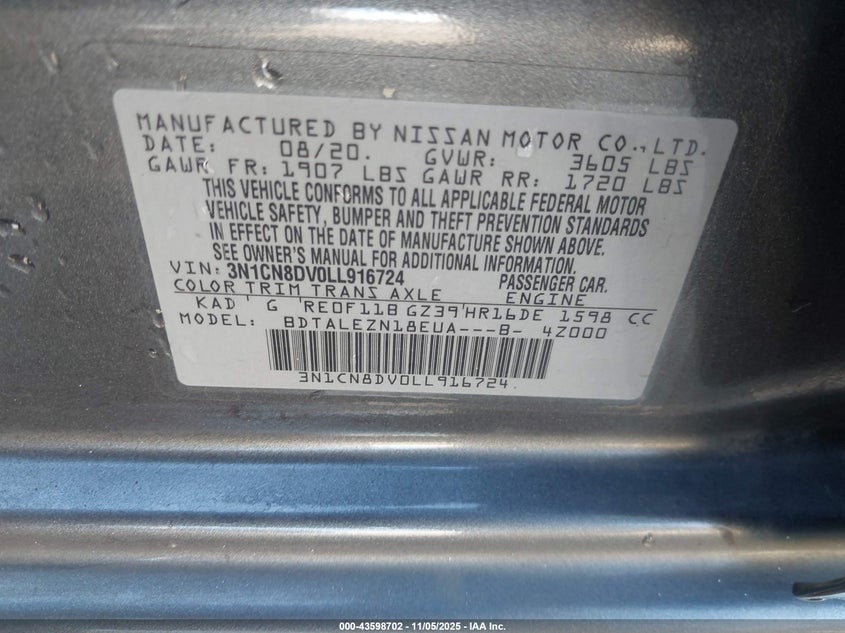 MANUFACTURED BY NISSAN MOTOR CO., LTD.
DATE: 08/20. GVWR: 3605 LBS
GAWR FR: 1907 LBS GAWR RR: 1720 LBS
THIS VEHICLE CONFORMS TO ALL APPLICABLE FEDERAL MOTOR
VEHICLE SAFETY, BUMPER AND THEFT PREVENTION STANDARDS
IN EFFECT ON THE DATE OF MANUFACTURE SHOWN ABOVE.
SEE OWNER'S MANUAL FOR ADDITIONAL INFORMATION.
VIN: 3N1CN8DV0LL916724 PASSENGER CAR.
COLOR TRIM TRANS AXLE ENGINE
KAD ' G 'RE0F11B GZ39'HR16DE 1598 CC
MODEL: BDTALEZN18EUA---B- 4Z000
3N1CN8DV0LL916724.
000-43598702 — 11/05/2025 — IAA Inc.